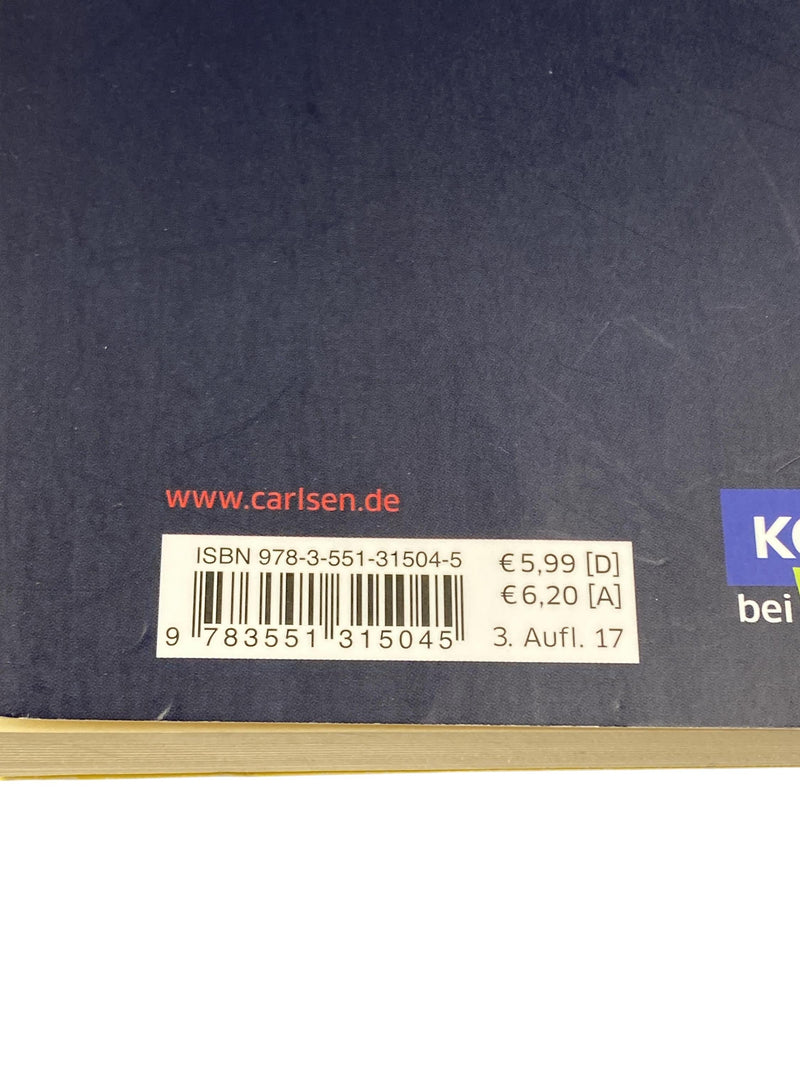 www.carlsen.de
ISBN 978-3-551-31504-5
€ 5,99 [D]
€ 6,20 [A]
9 783551 315045
3. Aufl. 17
bei